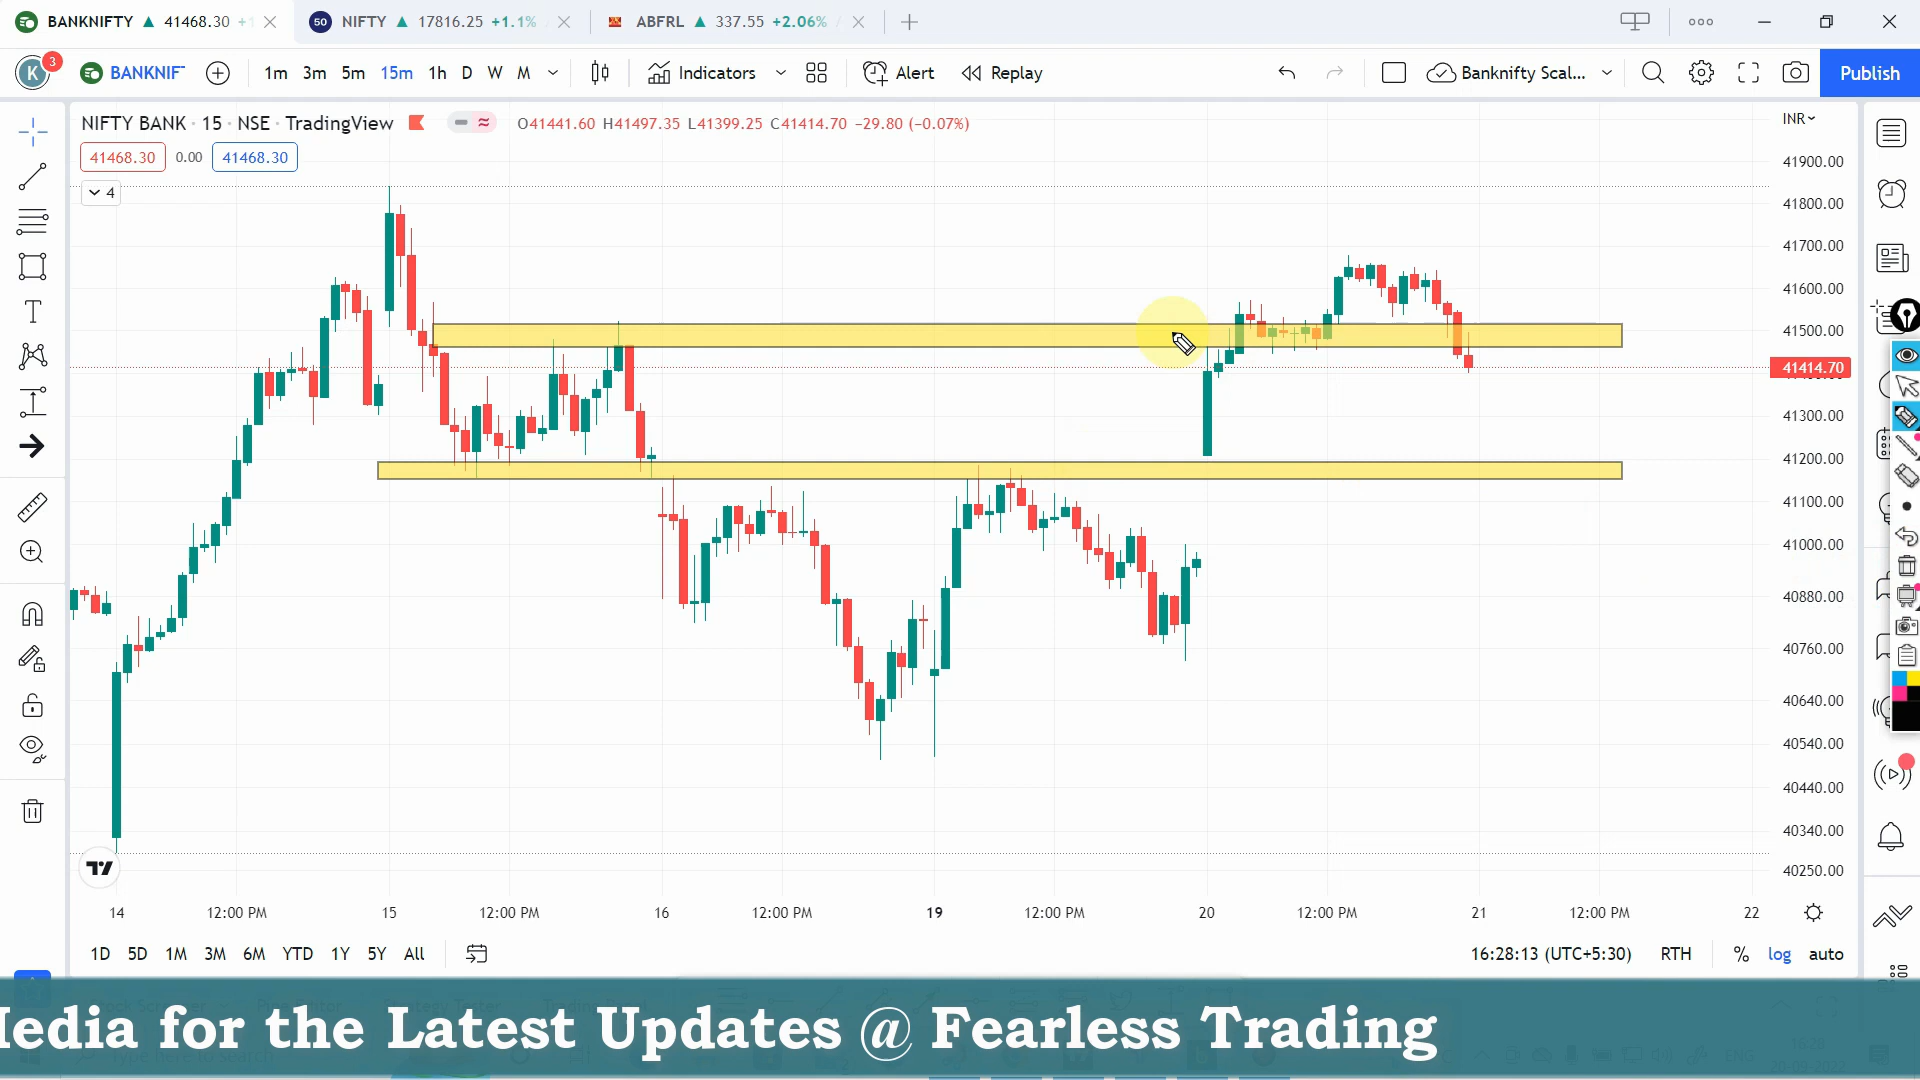 BANKNIFTY ▲ 41468.30 +1
50 NIFTY ▲ 17816.25 +1.1%
ABFRL ▲ 337.55 +2.06%
K 3
BANKNIF
1m 3m 5m 15m 1h D W M
Indicators
Alert
Replay
Banknifty Scal...
Publish
NIFTY BANK · 15 · NSE · TradingView
O41441.60 H41497.35 L41399.25 C41414.70 −29.80 (−0.07%)
41468.30 0.00 41468.30
4
INR
41900.00
41800.00
41700.00
41600.00
41500.00
41414.70
41300.00
41200.00
41100.00
41000.00
40880.00
40760.00
40640.00
40540.00
40440.00
40340.00
40250.00
14 12:00 PM 15 12:00 PM 16 12:00 PM 19 12:00 PM 20 12:00 PM 21 12:00 PM 22
1D 5D 1M 3M 6M YTD 1Y 5Y All
16:28:13 (UTC+5:30) RTH % log auto
Media for the Latest Updates @ Fearless Trading